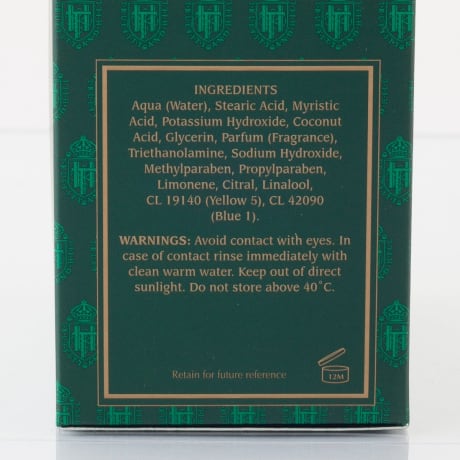 INGREDIENTS
Aqua (Water), Stearic Acid, Myristic
Acid, Potassium Hydroxide, Coconut
Acid, Glycerin, Parfum (Fragrance),
Triethanolamine, Sodium Hydroxide,
Methylparaben, Propylparaben,
Limonene, Citral, Linalool,
CL 19140 (Yellow 5), CL 42090
(Blue 1).
WARNINGS: Avoid contact with eyes. In
case of contact rinse immediately with
clean warm water. Keep out of direct
sunlight. Do not store above 40˚C.
Retain for future reference
12M